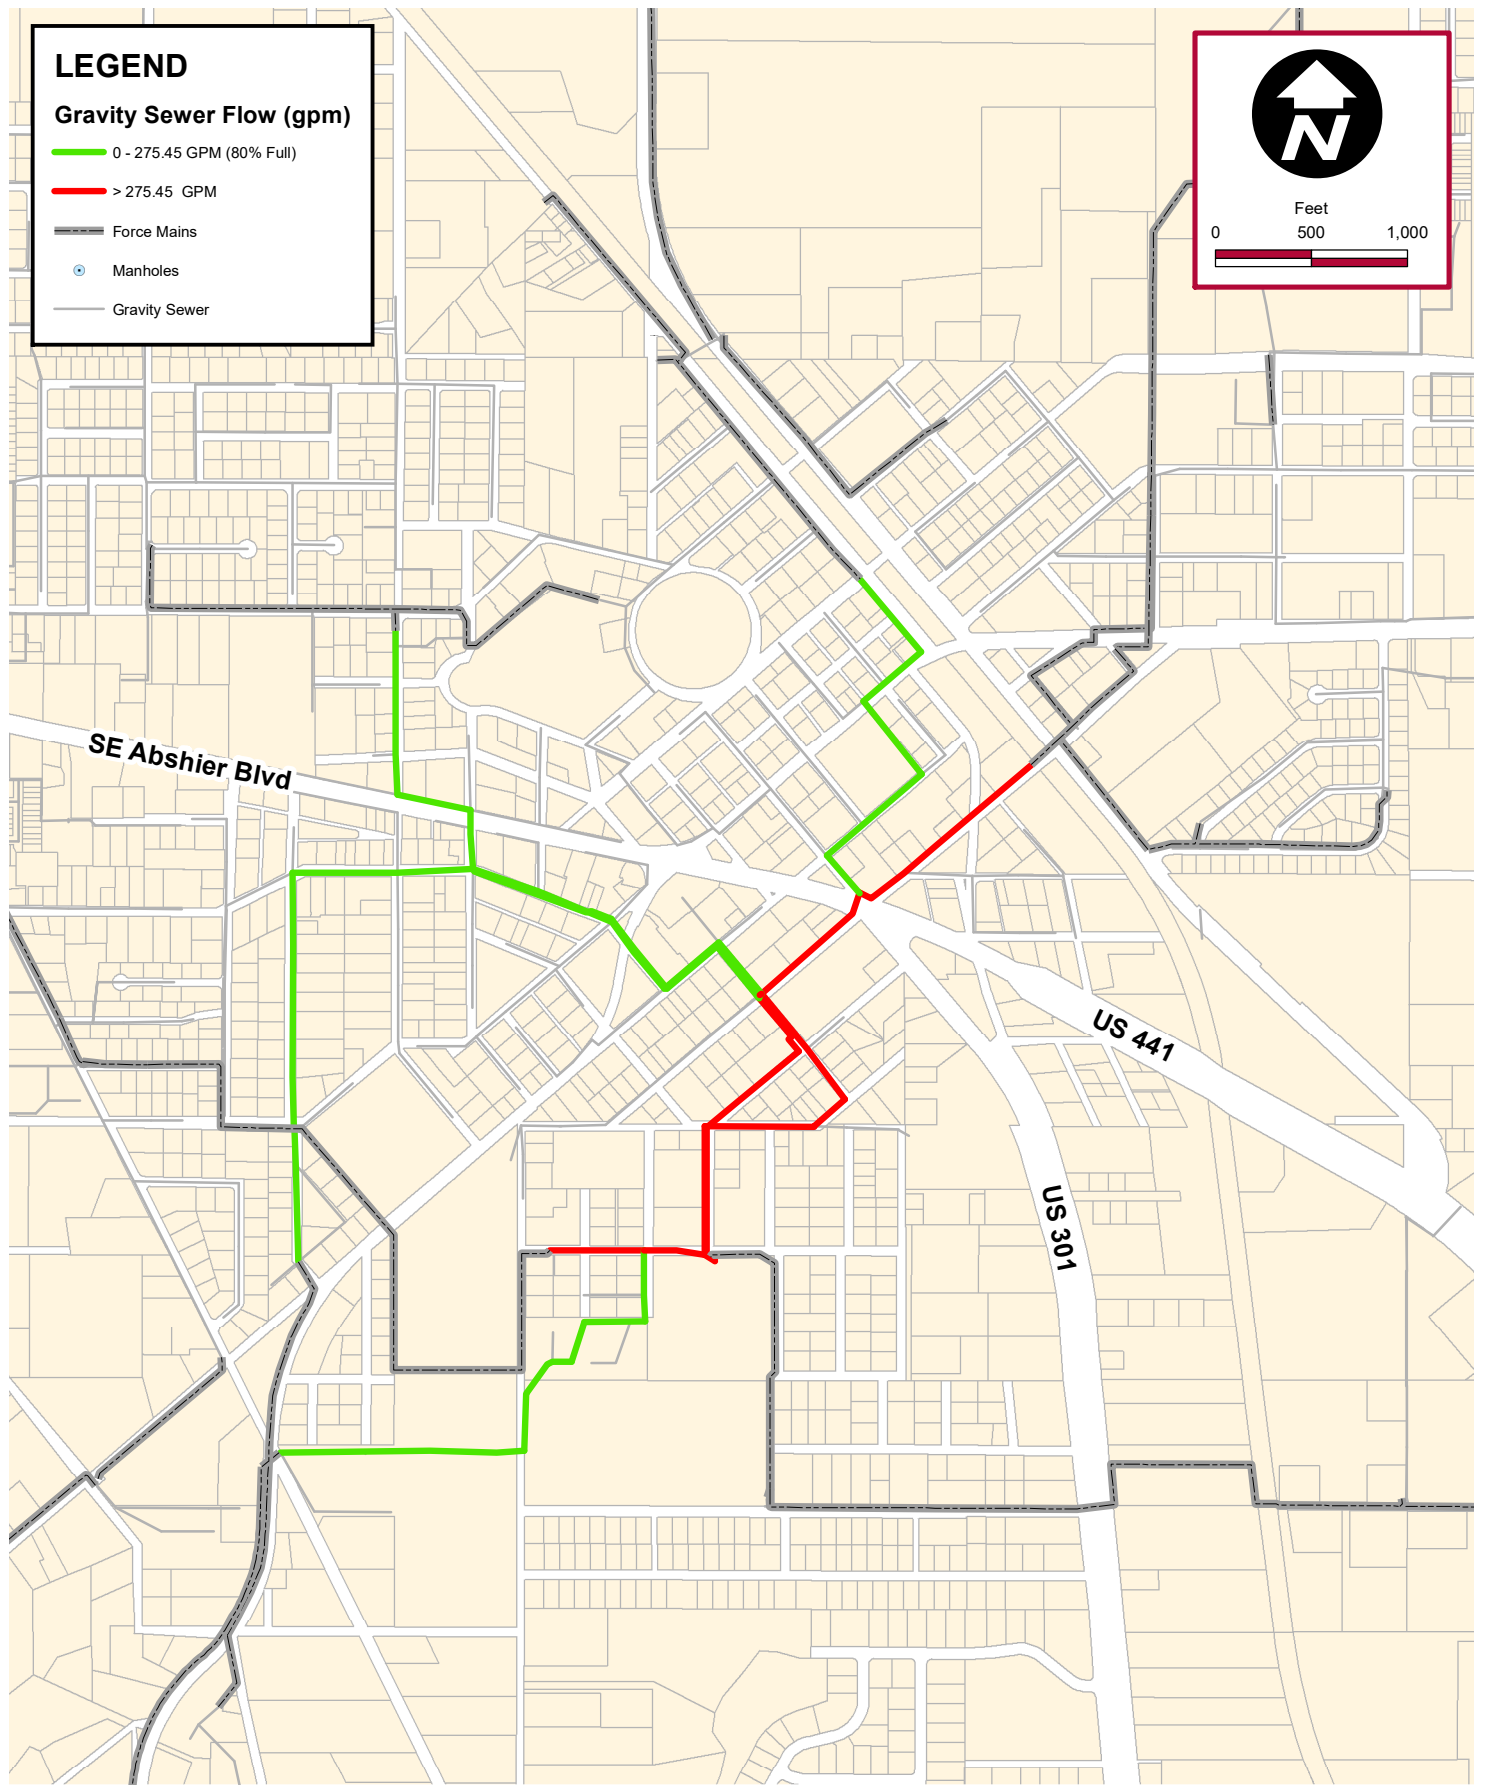 LEGEND
Gravity Sewer Flow (gpm)
0 - 275.45 GPM (80% Full)
> 275.45  GPM
Force Mains
Manholes
Gravity Sewer
N
Feet
0 500 1,000
SE Abshier Blvd
US 441
US 301